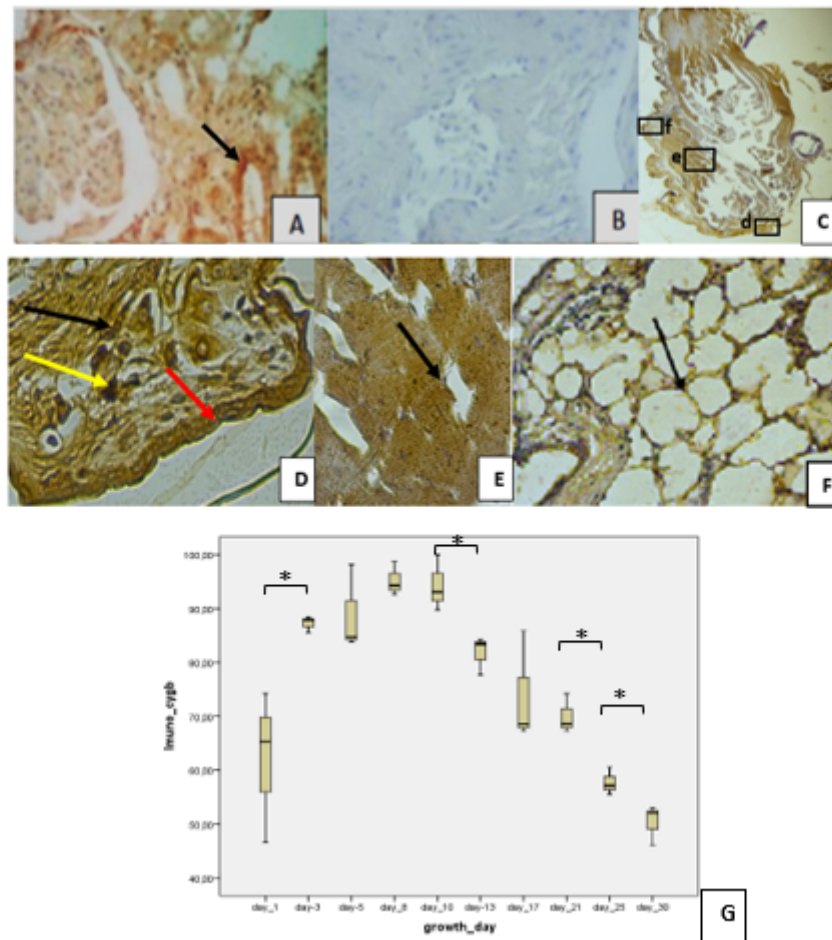 A
B
f
e
d
C
D
E
F
*
*
*
*
100,00
90,00
80,00
70,00
60,00
50,00
40,00
Imuno_cygb
day_1
day-3
day-5
day_8
day_10
day-13
day_17
day_21
day_25
day_30
growth_day
G